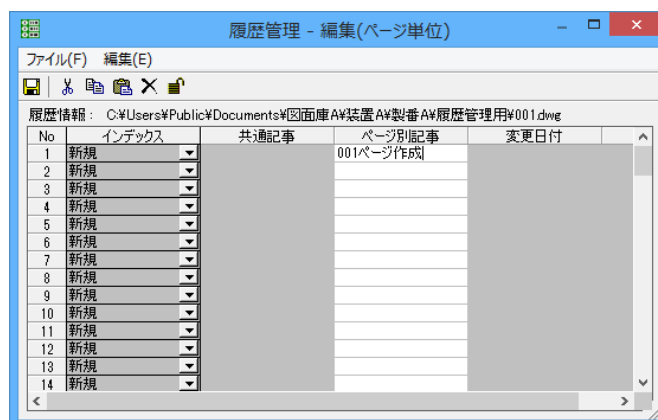 履歴管理 - 編集(ページ単位)
ファイル(F) 編集(E)
履歴情報 : C:¥Users¥Public¥Documents¥図面庫A¥装置A¥製番A¥履歴管理用¥001.dwg
No インデックス 共通記事 ページ別記事 変更日付
1 新規 001ページ作成
2 新規
3 新規
4 新規
5 新規
6 新規
7 新規
8 新規
9 新規
10 新規
11 新規
12 新規
13 新規
14 新規